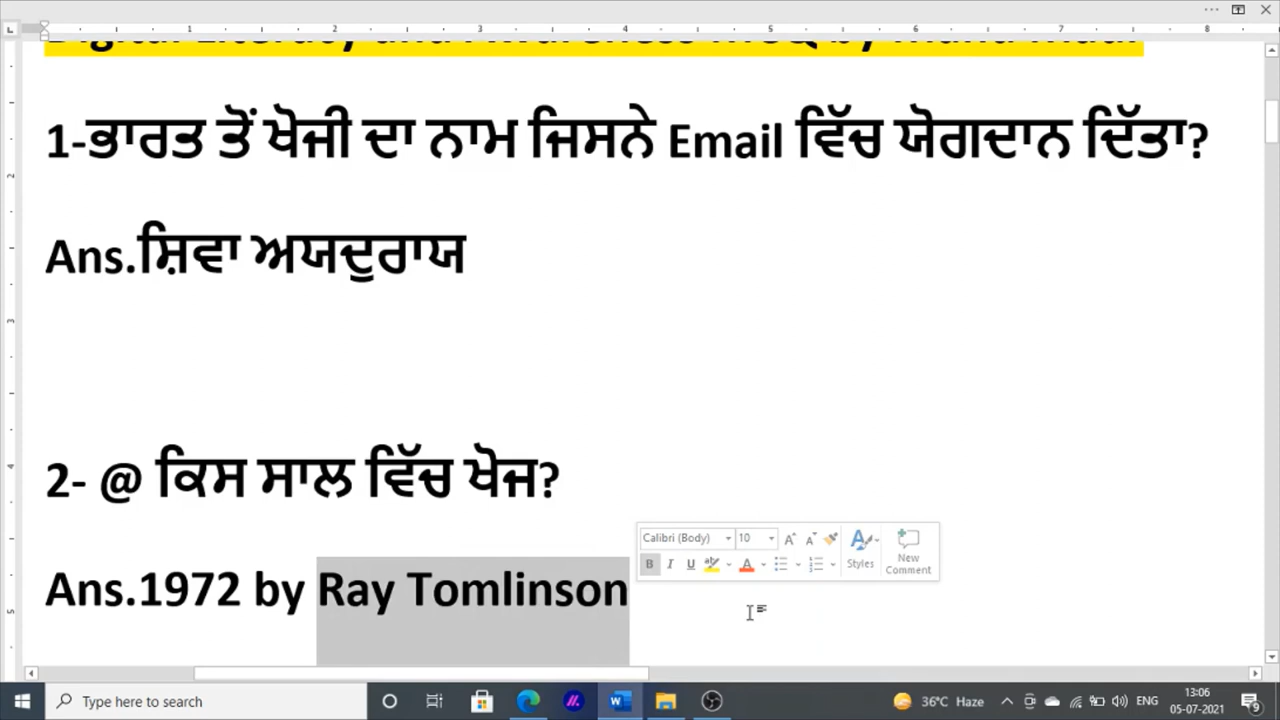 1-ਭਾਰਤ ਤੋਂ ਖੋਜੀ ਦਾ ਨਾਮ ਜਿਸਨੇ Email ਵਿੱਚ ਯੋਗਦਾਨ ਦਿੱਤਾ?
Ans.ਸ਼ਿਵਾ ਅਯਦੁਰਾਯ
2- @ ਕਿਸ ਸਾਲ ਵਿੱਚ ਖੋਜ?
Calibri (Body) 10
Styles
New
Comment
Ans.1972 by Ray Tomlinson
Type here to search
36°C Haze
ENG
13:06
05-07-2021